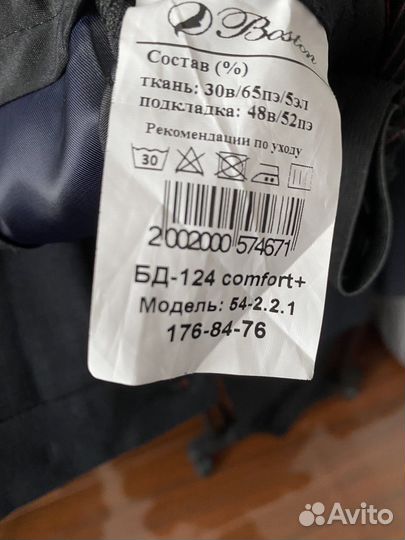 Boston
Состав (%)
ткань: 30в/65пэ/5эл
подкладка: 48в/52пэ
Рекомендации по уходу
30
2002000574671
БД-124 comfort+
Модель: 54-2.2.1
176-84-76
Avito